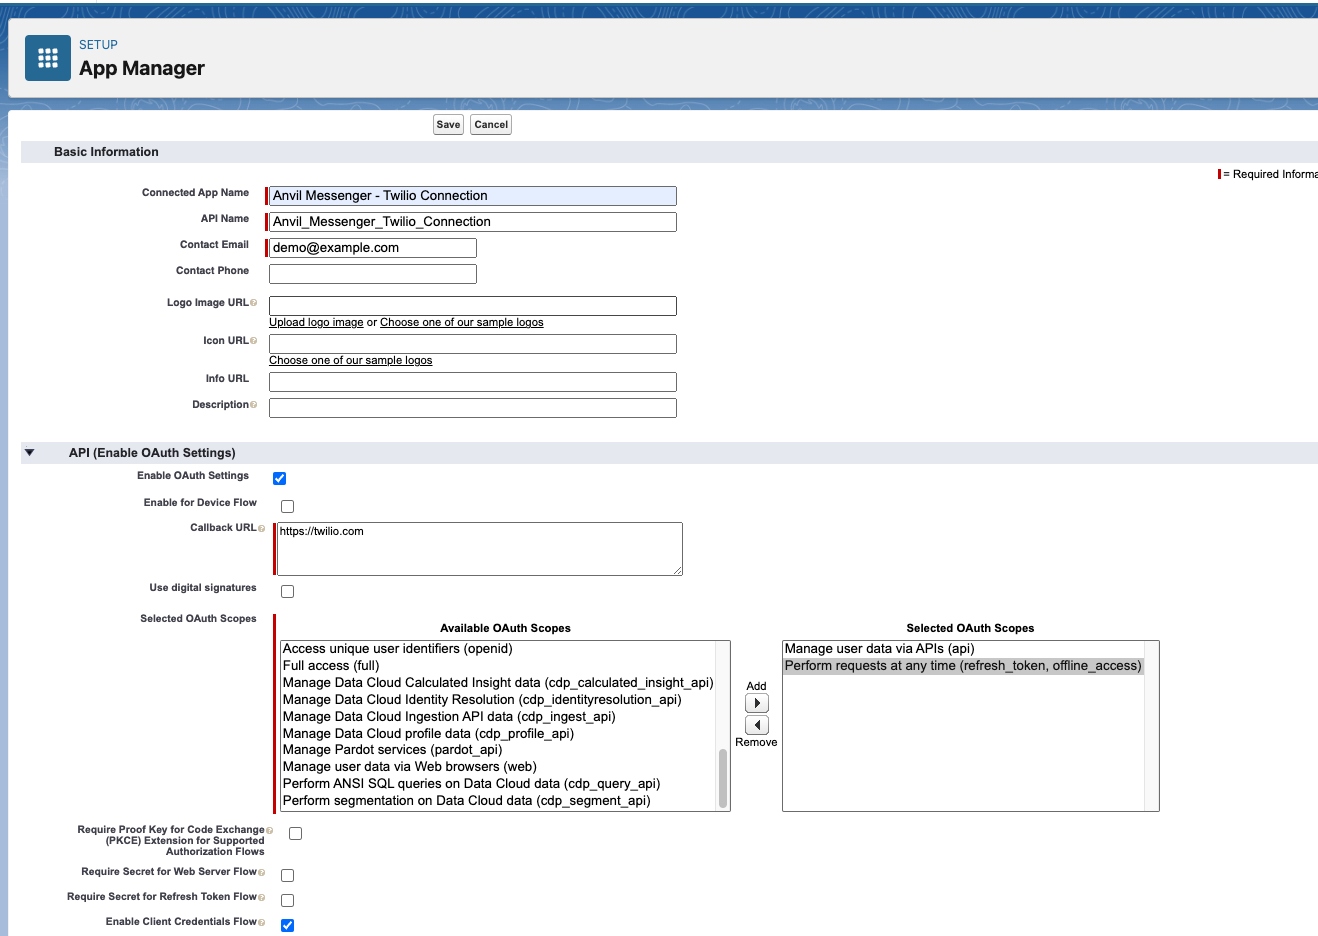 SETUP
App Manager
Save Cancel
Basic Information
= Required Informa
Connected App Name Anvil Messenger - Twilio Connection
API Name Anvil_Messenger_Twilio_Connection
Contact Email demo@example.com
Contact Phone
Logo Image URL
Upload logo image or Choose one of our sample logos
Icon URL
Choose one of our sample logos
Info URL
Description
API (Enable OAuth Settings)
Enable OAuth Settings
Enable for Device Flow
Callback URL https://twilio.com
Use digital signatures
Selected OAuth Scopes
Available OAuth Scopes
Access unique user identifiers (openid)
Full access (full)
Manage Data Cloud Calculated Insight data (cdp_calculated_insight_api)
Manage Data Cloud Identity Resolution (cdp_identityresolution_api)
Manage Data Cloud Ingestion API data (cdp_ingest_api)
Manage Data Cloud profile data (cdp_profile_api)
Manage Pardot services (pardot_api)
Manage user data via Web browsers (web)
Perform ANSI SQL queries on Data Cloud data (cdp_query_api)
Perform segmentation on Data Cloud data (cdp_segment_api)
Add
Remove
Selected OAuth Scopes
Manage user data via APIs (api)
Perform requests at any time (refresh_token, offline_access)
Require Proof Key for Code Exchange
(PKCE) Extension for Supported
Authorization Flows
Require Secret for Web Server Flow
Require Secret for Refresh Token Flow
Enable Client Credentials Flow